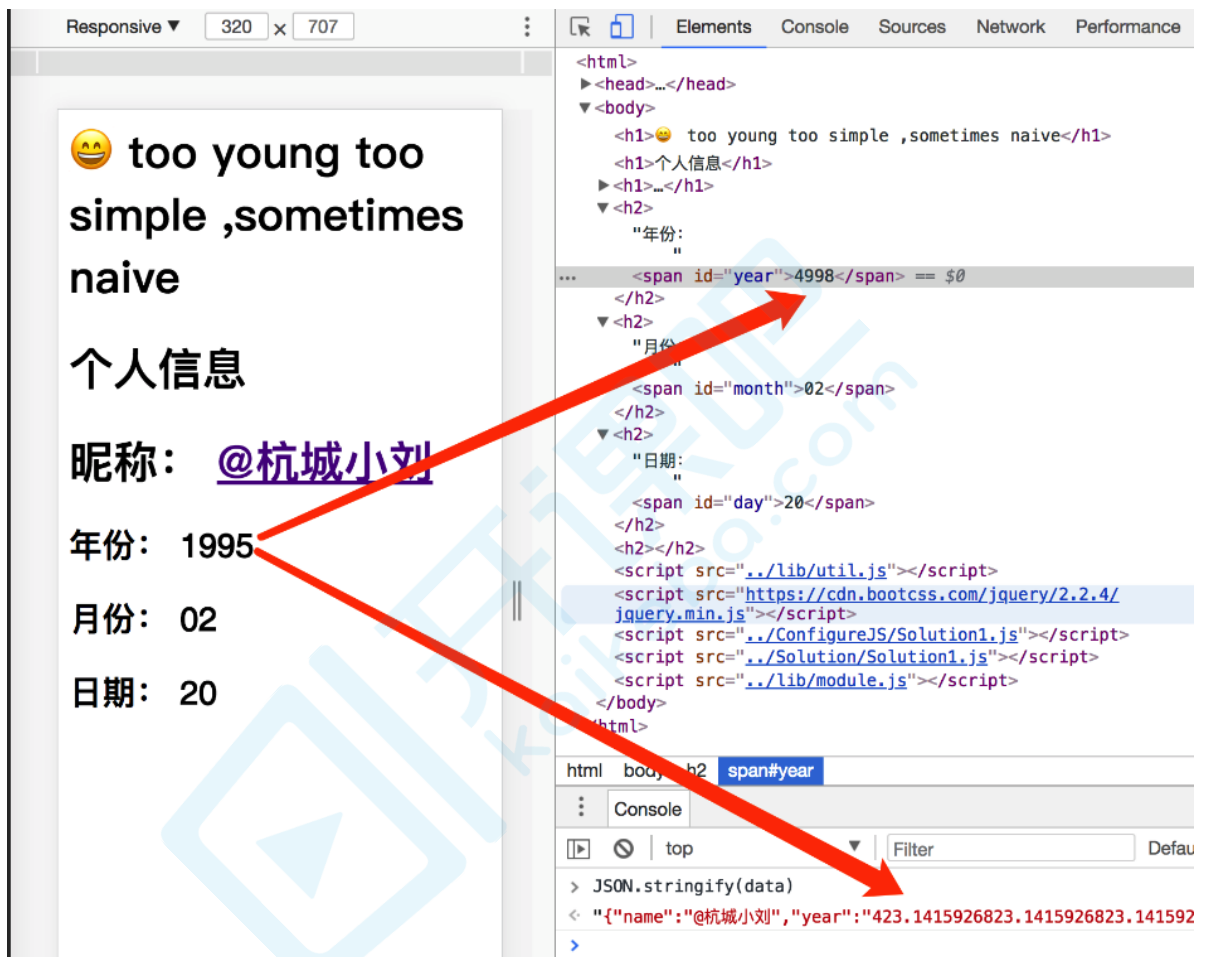 Responsive ▼ 320 × 707
😄 too young too
simple ,sometimes
naive
个人信息
昵称： @杭城小刘
年份： 1995
月份： 02
日期： 20
Elements Console Sources Network Performance
<html>
▶<head>…</head>
▼<body>
<h1>😄 too young too simple ,sometimes naive</h1>
<h1>个人信息</h1>
▶<h1>…</h1>
▼<h2>
"年份:
"
... <span id="year">4998</span> == $0
</h2>
▼<h2>
"月份
"
<span id="month">02</span>
</h2>
▼<h2>
"日期:
"
<span id="day">20</span>
</h2>
<h2></h2>
<script src="../lib/util.js"></script>
<script src="https://cdn.bootcss.com/jquery/2.2.4/
jquery.min.js"></script>
<script src="../ConfigureJS/Solution1.js"></script>
<script src="../Solution/Solution1.js"></script>
<script src="../lib/module.js"></script>
</body>
html>
html body h2 span#year
Console
top ▼ Filter Defau
> JSON.stringify(data)
"{"name":"@杭城小刘","year":"423.1415926823.1415926823.141592
>
开课吧
kaikeba.com